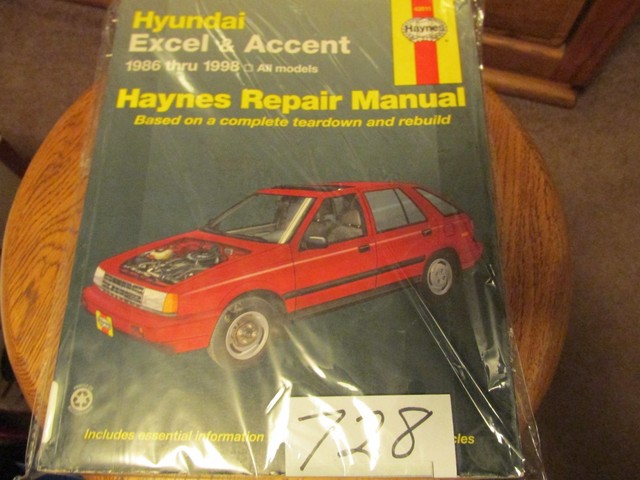 Hyundai
Excel & Accent
1986 thru 1998 □ All models
Haynes
Haynes Repair Manual
Based on a complete teardown and rebuild
Includes essential information
cles
728